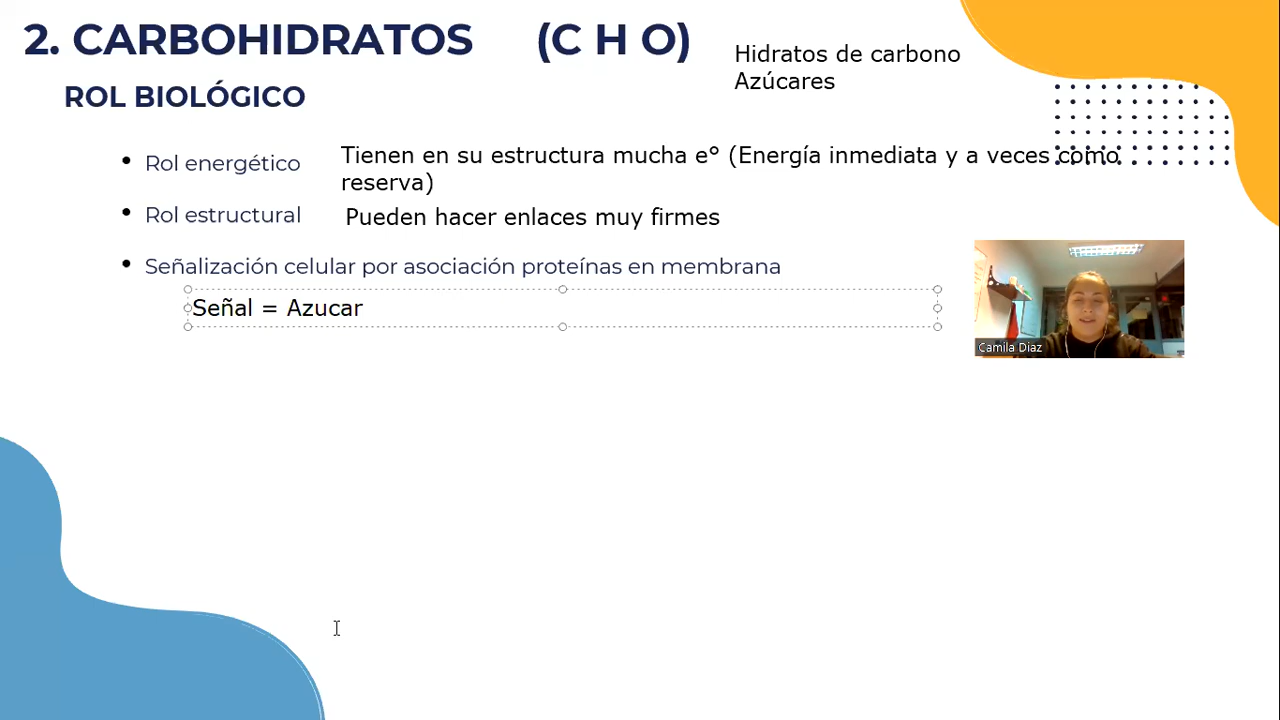 2. CARBOHIDRATOS (C H O)
Hidratos de carbono
Azúcares
ROL BIOLÓGICO
• Rol energético
Tienen en su estructura mucha e° (Energía inmediata y a veces como
reserva)
• Rol estructural
Pueden hacer enlaces muy firmes
• Señalización celular por asociación proteínas en membrana
Señal = Azucar
Camila Diaz